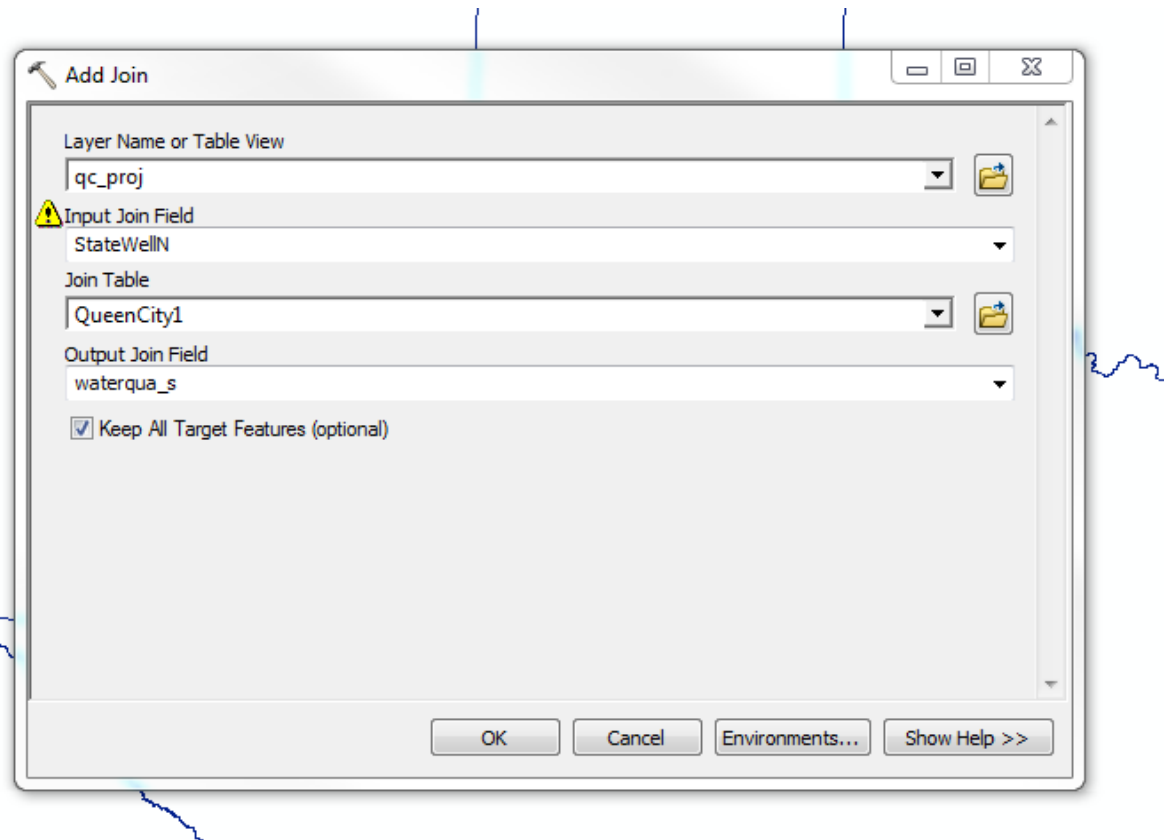 Add Join
Layer Name or Table View
qc_proj
Input Join Field
StateWellN
Join Table
QueenCity1
Output Join Field
waterqua_s
Keep All Target Features (optional)
OK Cancel Environments... Show Help >>